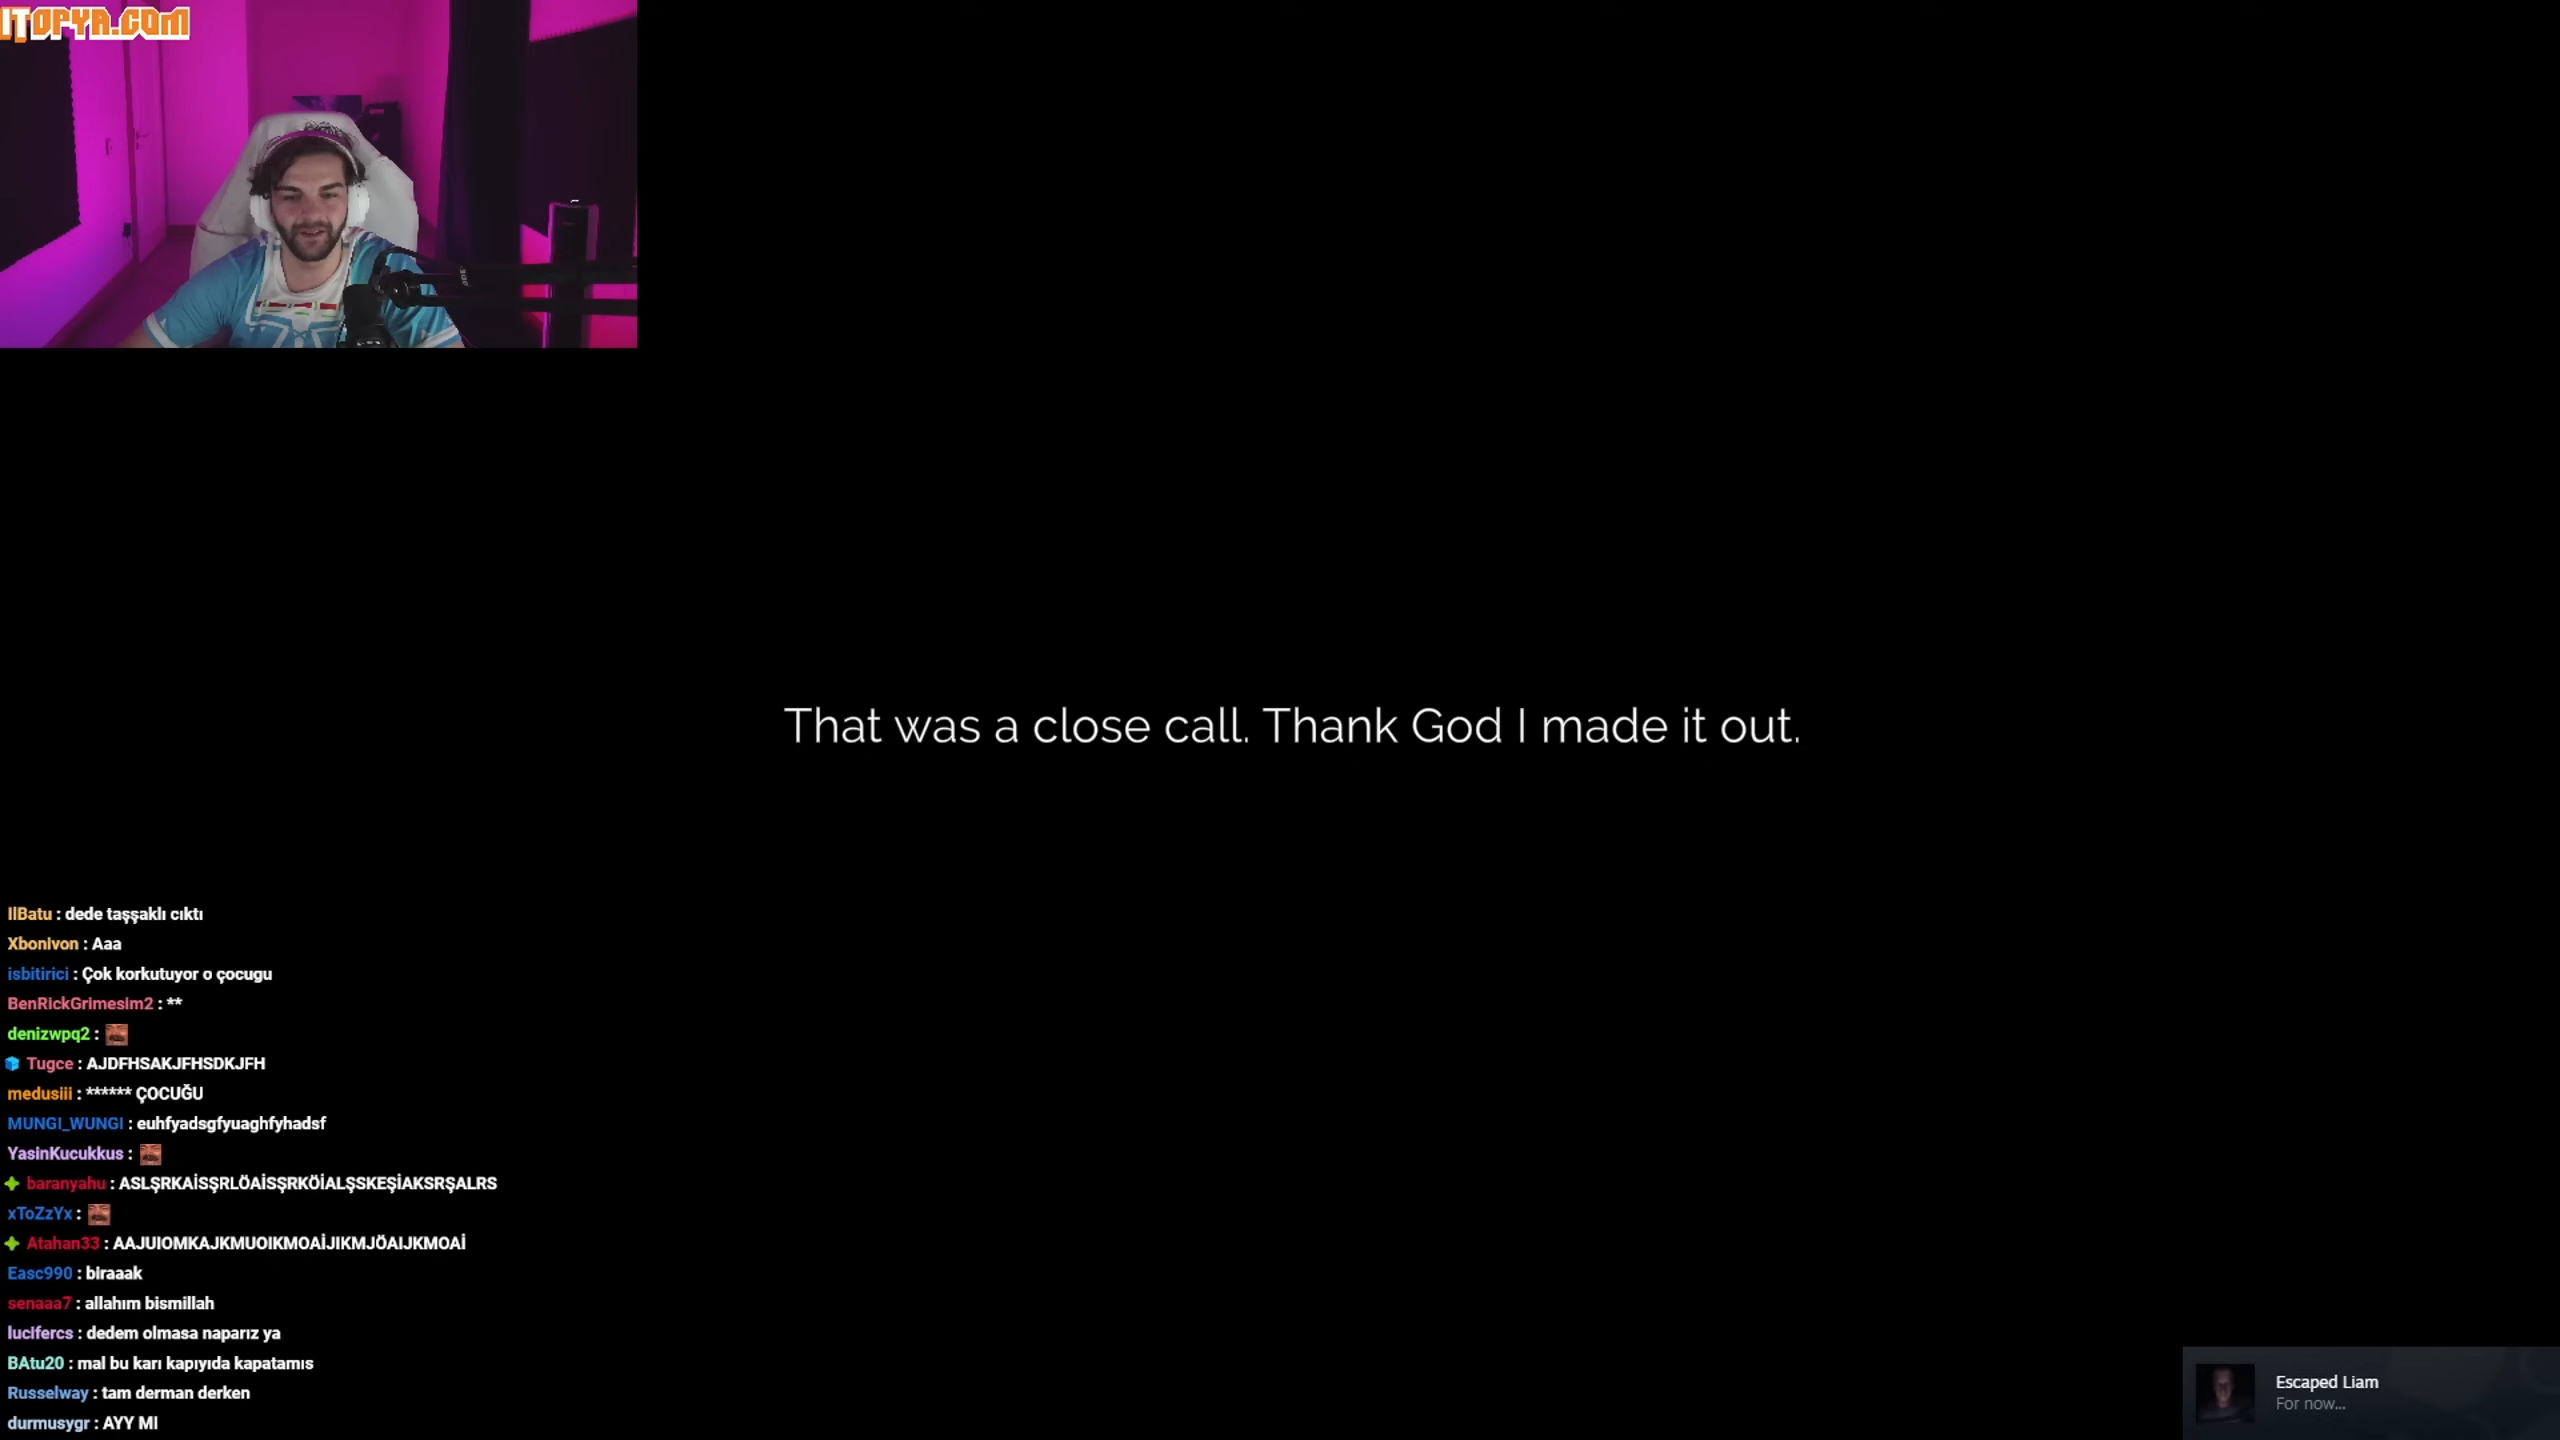 ITOPYA.COM
That was a close call. Thank God I made it out.
IlBatu : dede taşşaklı cıktı
Xbonivon : Aaa
isbitirici : Çok korkutuyor o çocugu
BenRickGrimesim2 : **
denizwpq2 :
Tugce : AJDFHSAKJFHSDKJFH
medusiii : ****** ÇOCUĞU
MUNGI_WUNGI : euhfyadsgfyuaghfyhadsf
YasinKucukkus :
baranyahu : ASLŞRKAİSŞRLÖAİSŞRKÖİALŞSKEŞİAKSRŞALRS
xToZzYx :
Atahan33 : AAJUIOMKAJKMUOIKMOAİJIKMJÖAIJKMOAİ
Easc990 : biraaak
senaaa7 : allahım bismillah
lucifercs : dedem olmasa naparız ya
BAtu20 : mal bu karı kapıyıda kapatamıs
Russelway : tam derman derken
durmusygr : AYY MI
Escaped Liam
For now...